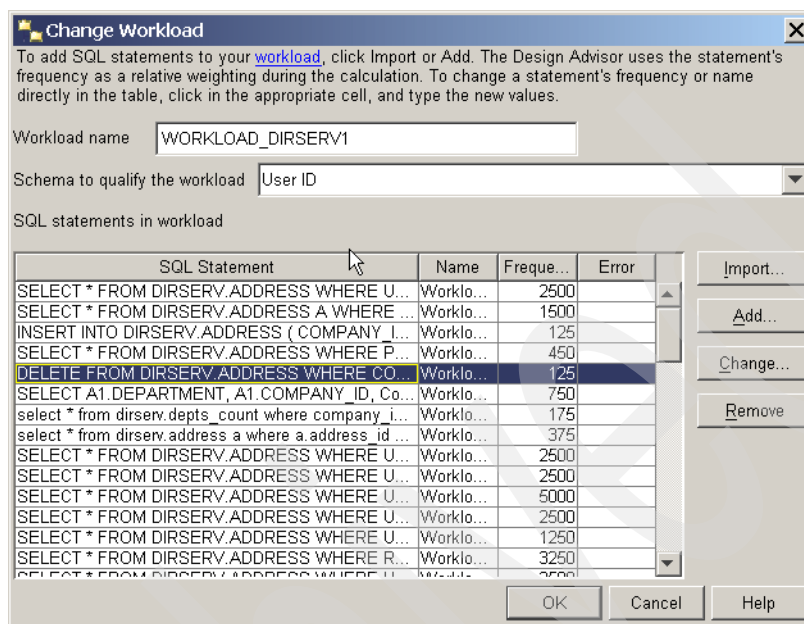 Change Workload
To add SQL statements to your workload, click Import or Add. The Design Advisor uses the statement's
frequency as a relative weighting during the calculation. To change a statement's frequency or name
directly in the table, click in the appropriate cell, and type the new values.
Workload name WORKLOAD_DIRSERV1
Schema to qualify the workload User ID
SQL statements in workload
SQL Statement Name Freque... Error Import...
SELECT * FROM DIRSERV.ADDRESS WHERE U... Worklo... 2500
SELECT * FROM DIRSERV.ADDRESS A WHERE ... Worklo... 1500 Add...
INSERT INTO DIRSERV.ADDRESS ( COMPANY_I... Worklo... 125
SELECT * FROM DIRSERV.ADDRESS WHERE P... Worklo... 450 Change...
DELETE FROM DIRSERV.ADDRESS WHERE CO... Worklo... 125
SELECT A1.DEPARTMENT, A1.COMPANY_ID, Co... Worklo... 750
select * from dirserv.depts_count where company_i... Worklo... 175 Remove
select * from dirserv.address a where a.address_id ... Worklo... 375
SELECT * FROM DIRSERV.ADDRESS WHERE U... Worklo... 2500
SELECT * FROM DIRSERV.ADDRESS WHERE U... Worklo... 2500
SELECT * FROM DIRSERV.ADDRESS WHERE U... Worklo... 5000
SELECT * FROM DIRSERV.ADDRESS WHERE U... Worklo... 2500
SELECT * FROM DIRSERV.ADDRESS WHERE U... Worklo... 1250
SELECT * FROM DIRSERV.ADDRESS WHERE R... Worklo... 3250
SELECT * FROM DIRSERV.ADDRESS WHERE
OK Cancel Help